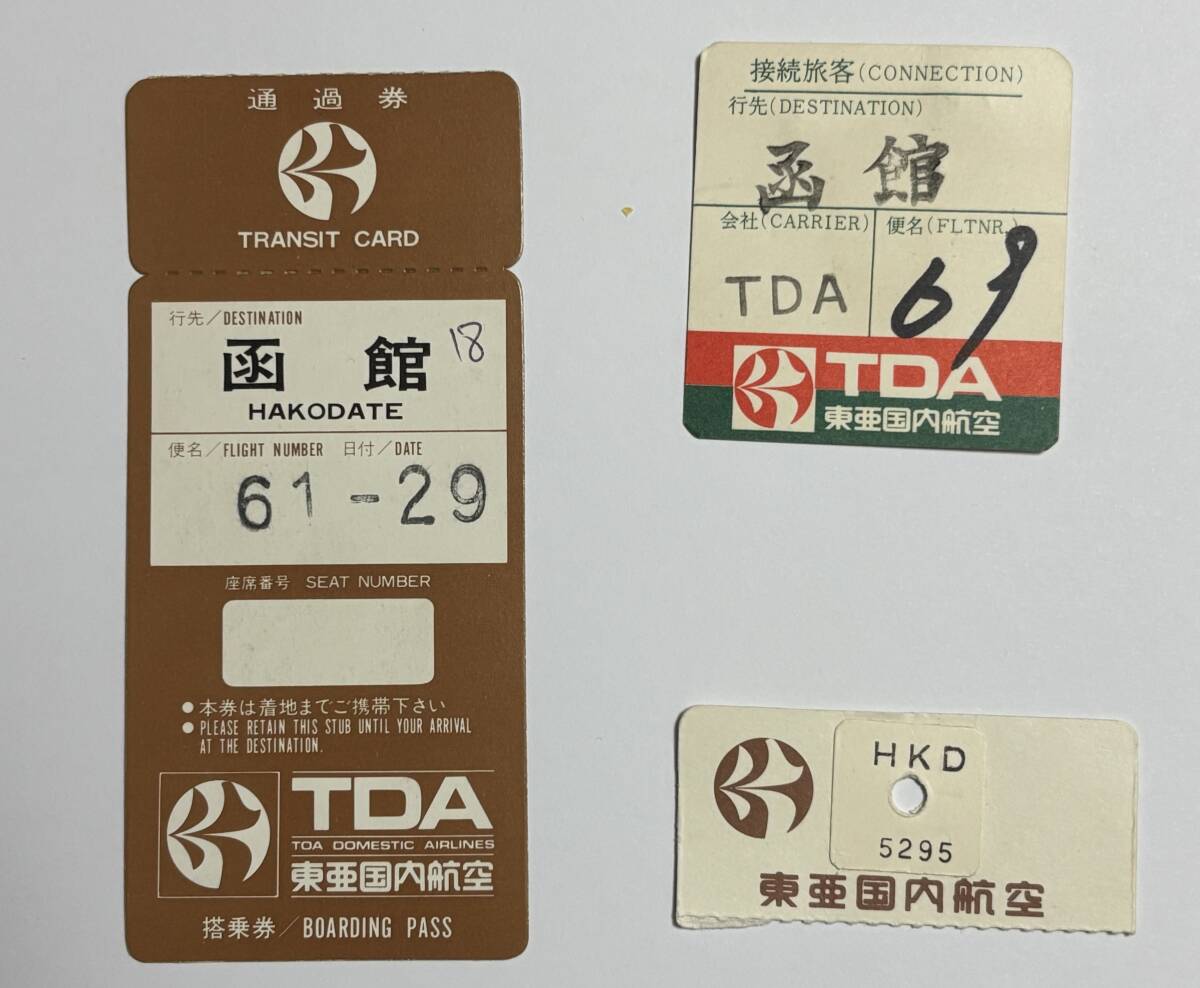 通過券
TRANSIT CARD
行先/DESTINATION
函館 18
HAKODATE
便名/FLIGHT NUMBER 日付/DATE
61-29
座席番号 SEAT NUMBER
●本券は着地までご携帯下さい
●PLEASE RETAIN THIS STUB UNTIL YOUR ARRIVAL
AT THE DESTINATION.
TDA
TOA DOMESTIC AIRLINES
東亜国内航空
搭乗券/BOARDING PASS
接続旅客(CONNECTION)
行先(DESTINATION)
函館
会社(CARRIER) 便名(FLTNR.)
TDA 69
TDA
東亜国内航空
HKD
5295
東亜国内航空